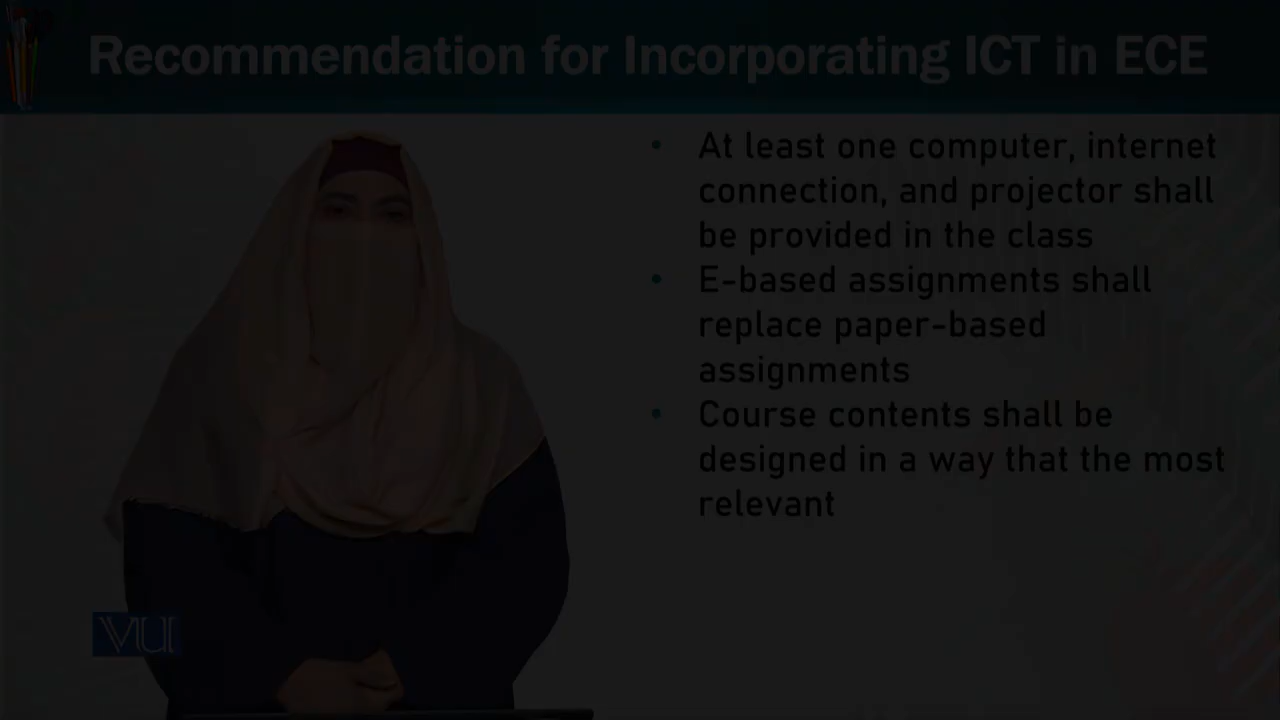 Recommendation for Incorporating ICT in ECE
• At least one computer, internet
connection, and projector shall
be provided in the class
• E-based assignments shall
replace paper-based
assignments
• Course contents shall be
designed in a way that the most
relevant
VU